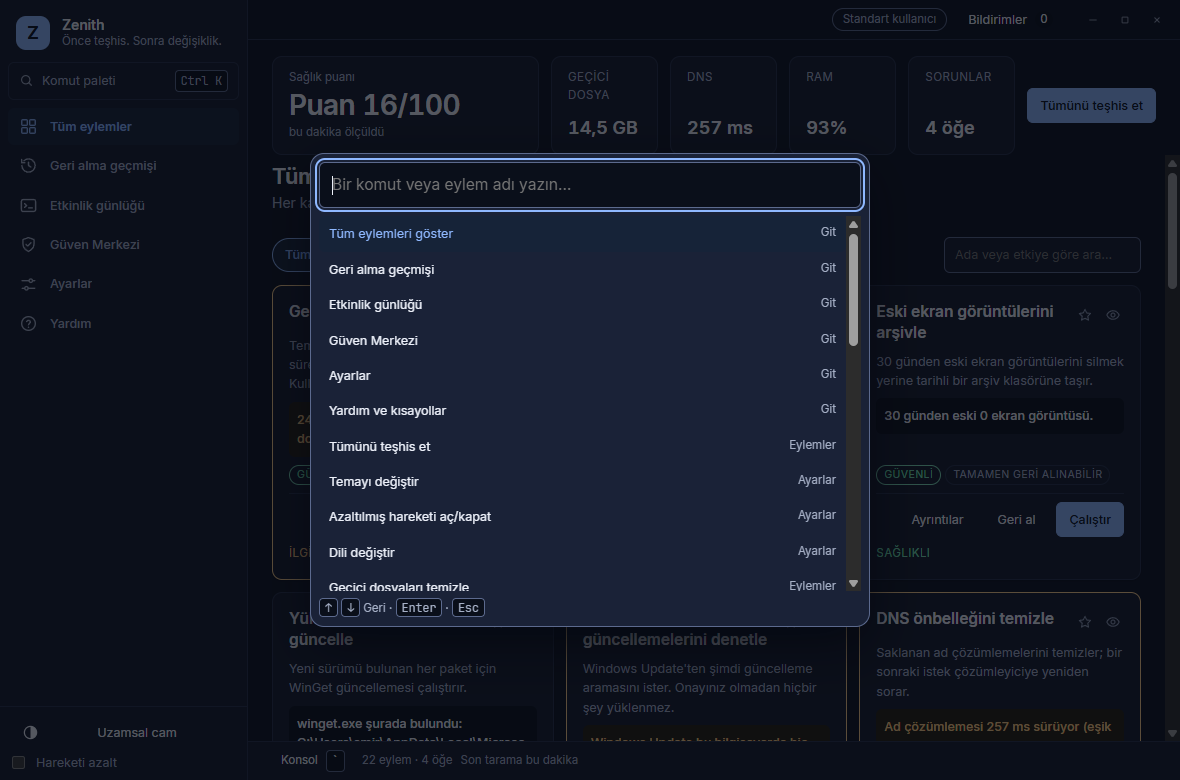 Z
Zenith
Önce teşhis. Sonra değişiklik.
Komut paleti
Ctrl K
Tüm eylemler
Geri alma geçmişi
Etkinlik günlüğü
Güven Merkezi
Ayarlar
Yardım
Uzamsal cam
Hareketi azalt
Standart kullanıcı
Bildirimler 0
Sağlık puanı
Puan 16/100
bu dakika ölçüldü
GEÇİCİ
DOSYA
14,5 GB
DNS
257 ms
RAM
93%
SORUNLAR
4 öğe
Tümünü teşhis et
Ada veya etkiye göre ara...
Bir komut veya eylem adı yazın...
Tüm eylemleri göster Git
Geri alma geçmişi Git
Etkinlik günlüğü Git
Güven Merkezi Git
Ayarlar Git
Yardım ve kısayollar Git
Tümünü teşhis et Eylemler
Temayı değiştir Ayarlar
Azaltılmış hareketi aç/kapat Ayarlar
Dili değiştir Ayarlar
Geçici dosyaları temizle Eylemler
↑ ↓ Geri · Enter · Esc
Eski ekran görüntülerini
arşivle
30 günden eski ekran görüntülerini silmek
yerine tarihli bir arşiv klasörüne taşır.
30 günden eski 0 ekran görüntüsü.
GÜVENLİ
TAMAMEN GERİ ALINABİLİR
Ayrıntılar
Geri al
Çalıştır
SAĞLIKLI
güncelle
Yeni sürümü bulunan her paket için
WinGet güncellemesi çalıştırır.
winget.exe şurada bulundu:
güncellemelerini denetle
Windows Update'ten şimdi güncelleme
aramasını ister. Onayınız olmadan hiçbir
şey yüklenmez.
DNS önbelleğini temizle
Saklanan ad çözümlemelerini temizler; bir
sonraki istek çözümleyiciye yeniden
sorar.
Ad çözümlemesi 257 ms sürüyor (eşik
Konsol `
22 eylem · 4 öğe Son tarama bu dakika